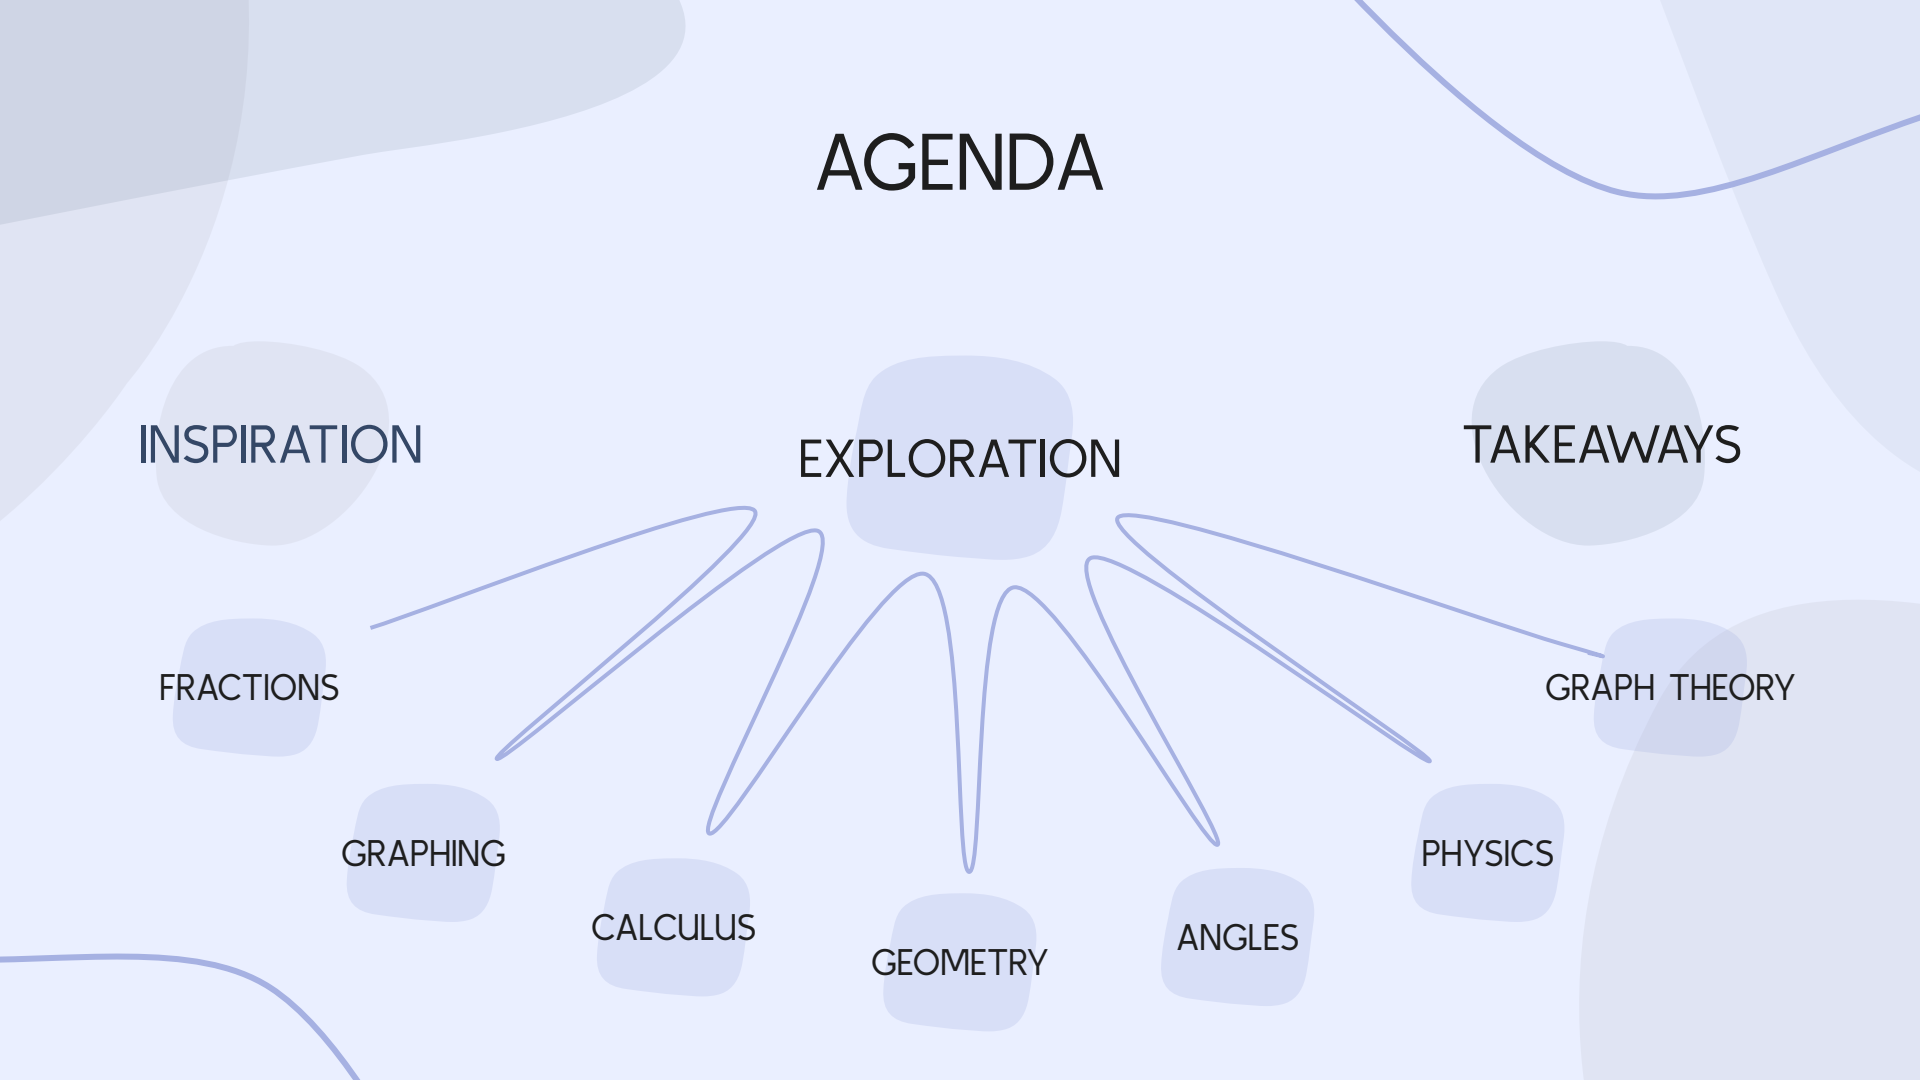 AGENDA
INSPIRATION
EXPLORATION
TAKEAWAYS
FRACTIONS
GRAPHING
CALCULUS
GEOMETRY
ANGLES
PHYSICS
GRAPH THEORY